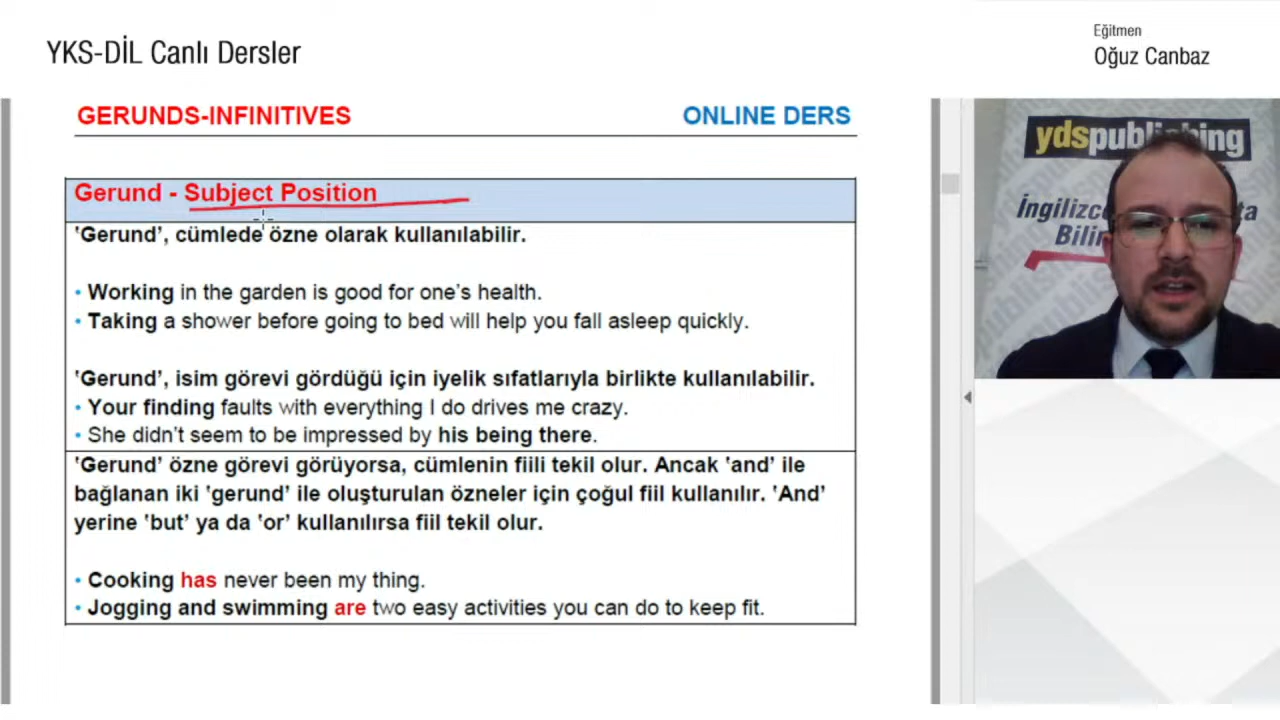 YKS-DİL Canlı Dersler
Eğitmen
Oğuz Canbaz
GERUNDS-INFINITIVES
ONLINE DERS
Gerund - Subject Position
'Gerund', cümlede özne olarak kullanılabilir.
• Working in the garden is good for one's health.
• Taking a shower before going to bed will help you fall asleep quickly.
'Gerund', isim görevi gördüğü için iyelik sıfatlarıyla birlikte kullanılabilir.
• Your finding faults with everything I do drives me crazy.
• She didn't seem to be impressed by his being there.
'Gerund' özne görevi görüyorsa, cümlenin fiili tekil olur. Ancak 'and' ile
bağlanan iki 'gerund' ile oluşturulan özneler için çoğul fiil kullanılır. 'And'
yerine 'but' ya da 'or' kullanılırsa fiil tekil olur.
• Cooking has never been my thing.
• Jogging and swimming are two easy activities you can do to keep fit.
ydspublishing